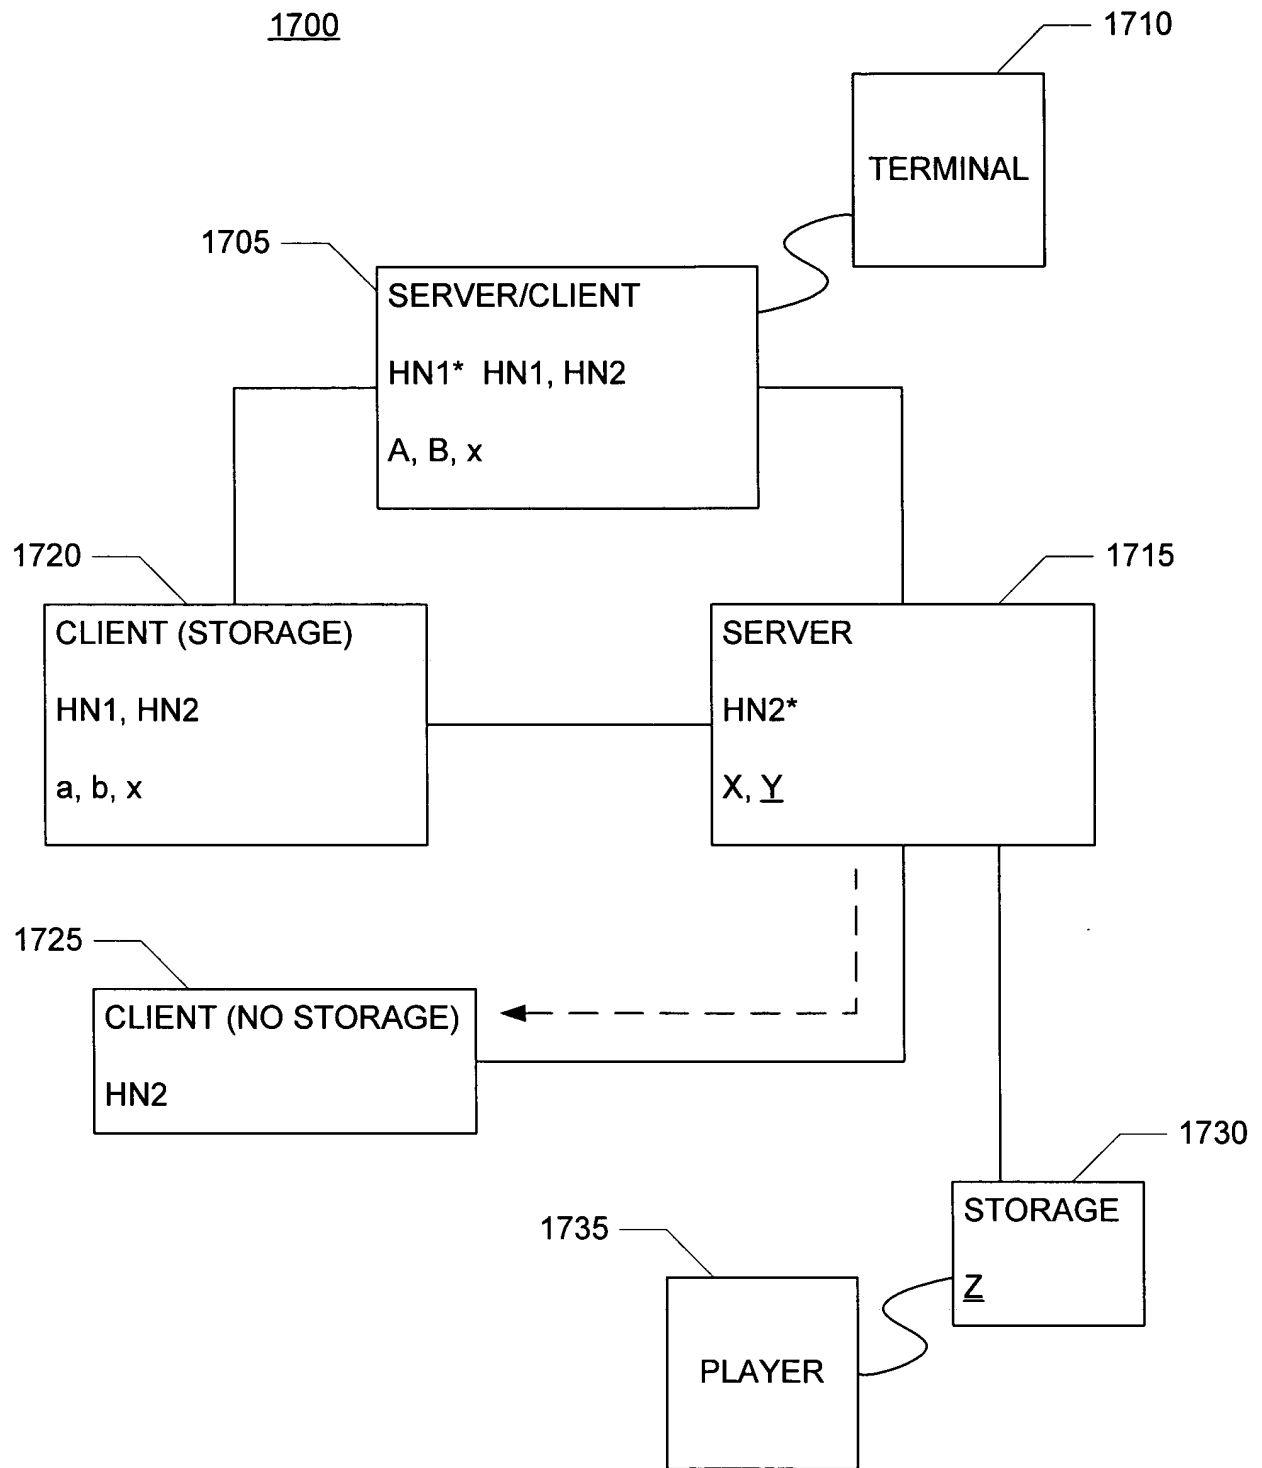 1700
1710
TERMINAL
1705
SERVER/CLIENT
HN1* HN1, HN2
A, B, x
1720
CLIENT (STORAGE)
HN1, HN2
a, b, x
1715
SERVER
HN2*
X, Y
1725
CLIENT (NO STORAGE)
HN2
1730
STORAGE
Z
1735
PLAYER